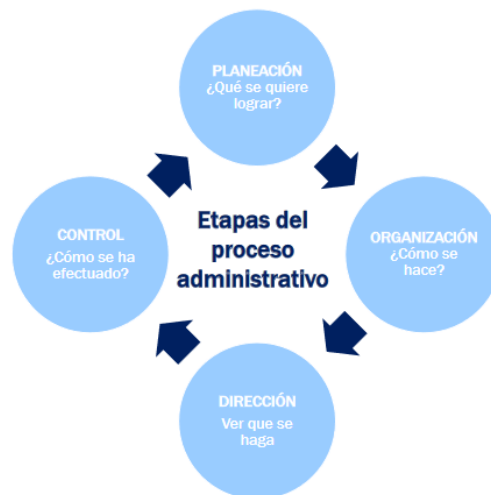 PLANEACIÓN
¿Qué se quiere
lograr?
Etapas del
proceso
administrativo
ORGANIZACIÓN
¿Cómo se
hace?
DIRECCIÓN
Ver que se
haga
CONTROL
¿Cómo se ha
efectuado?